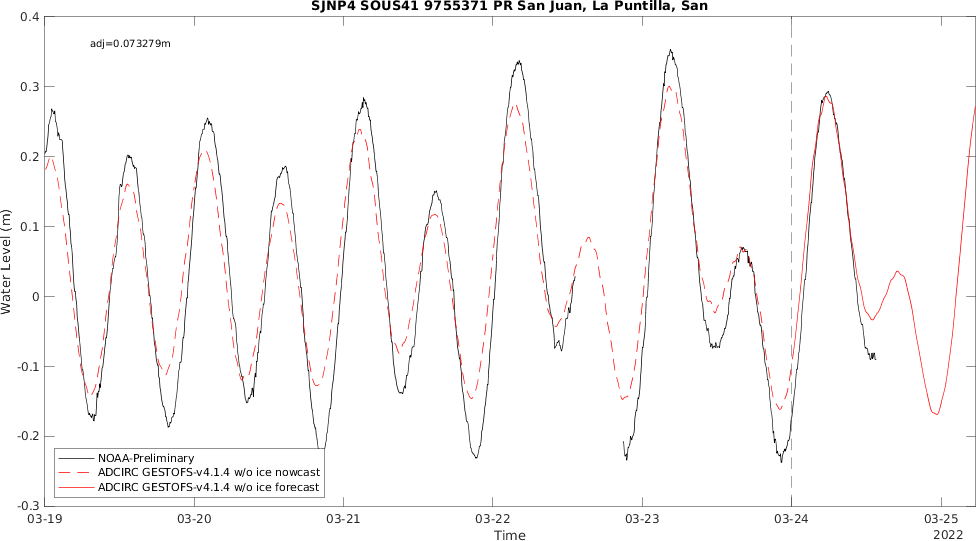 SJNP4 SOUS41 9755371 PR San Juan, La Puntilla, San
adj=0.073279m
Water Level (m)
0.4
0.3
0.2
0.1
0
-0.1
-0.2
-0.3
NOAA-Preliminary
ADCIRC GESTOFS-v4.1.4 w/o ice nowcast
ADCIRC GESTOFS-v4.1.4 w/o ice forecast
03-19 03-20 03-21 03-22 03-23 03-24 03-25
2022
Time